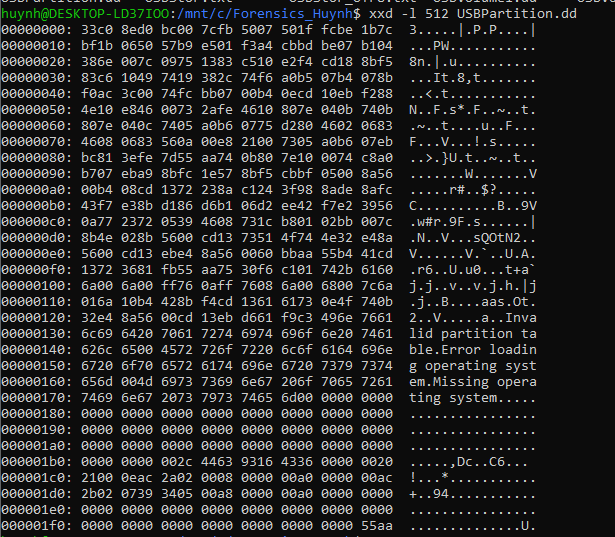 huynh@DESKTOP-LD37IOO:/mnt/c/Forensics_Huynh$ xxd -l 512 USBPartition.dd
00000000: 33c0 8ed0 bc00 7cfb 5007 501f fcbe 1b7c  3.....|.P.P....|
00000010: bf1b 0650 57b9 e501 f3a4 cbbd be07 b104  ...PW...........
00000020: 386e 007c 0975 1383 c510 e2f4 cd18 8bf5  8n.|.u..........
00000030: 83c6 1049 7419 382c 74f6 a0b5 07b4 078b  ...It.8,t.......
00000040: f0ac 3c00 74fc bb07 00b4 0ecd 10eb f288  ..<.t...........
00000050: 4e10 e846 0073 2afe 4610 807e 040b 740b  N..F.s*.F..~..t.
00000060: 807e 040c 7405 a0b6 0775 d280 4602 0683  .~..t....u..F...
00000070: 4608 0683 560a 00e8 2100 7305 a0b6 07eb  F...V...!.s.....
00000080: bc81 3efe 7d55 aa74 0b80 7e10 0074 c8a0  ..>.}U.t..~..t..
00000090: b707 eba9 8bfc 1e57 8bf5 cbbf 0500 8a56  .......W.......V
000000a0: 00b4 08cd 1372 238a c124 3f98 8ade 8afc  .....r#..$?.....
000000b0: 43f7 e38b d186 d6b1 06d2 ee42 f7e2 3956  C..........B..9V
000000c0: 0a77 2372 0539 4608 731c b801 02bb 007c  .w#r.9F.s......|
000000d0: 8b4e 028b 5600 cd13 7351 4f74 4e32 e48a  .N..V...sQOtN2..
000000e0: 5600 cd13 ebe4 8a56 0060 bbaa 55b4 41cd  V......V.`..U.A.
000000f0: 1372 3681 fb55 aa75 30f6 c101 742b 6160  .r6..U.u0...t+a`
00000100: 6a00 6a00 ff76 0aff 7608 6a00 6800 7c6a  j.j..v..v.j.h.|j
00000110: 016a 10b4 428b f4cd 1361 6173 0e4f 740b  .j..B....aas.Ot.
00000120: 32e4 8a56 00cd 13eb d661 f9c3 496e 7661  2..V.....a..Inva
00000130: 6c69 6420 7061 7274 6974 696f 6e20 7461  lid partition ta
00000140: 626c 6500 4572 726f 7220 6c6f 6164 696e  ble.Error loadin
00000150: 6720 6f70 6572 6174 696e 6720 7379 7374  g operating syst
00000160: 656d 004d 6973 7369 6e67 206f 7065 7261  em.Missing opera
00000170: 7469 6e67 2073 7973 7465 6d00 0000 0000  ting system.....
00000180: 0000 0000 0000 0000 0000 0000 0000 0000  ................
00000190: 0000 0000 0000 0000 0000 0000 0000 0000  ................
000001a0: 0000 0000 0000 0000 0000 0000 0000 0000  ................
000001b0: 0000 0000 002c 4463 9316 4336 0000 0020  .....,Dc..C6... 
000001c0: 2100 0eac 2a02 0008 0000 00a0 0000 00ac  !...*...........
000001d0: 2b02 0739 3405 00a8 0000 00a0 0000 0000  +..94...........
000001e0: 0000 0000 0000 0000 0000 0000 0000 0000  ................
000001f0: 0000 0000 0000 0000 0000 0000 0000 55aa  ..............U.